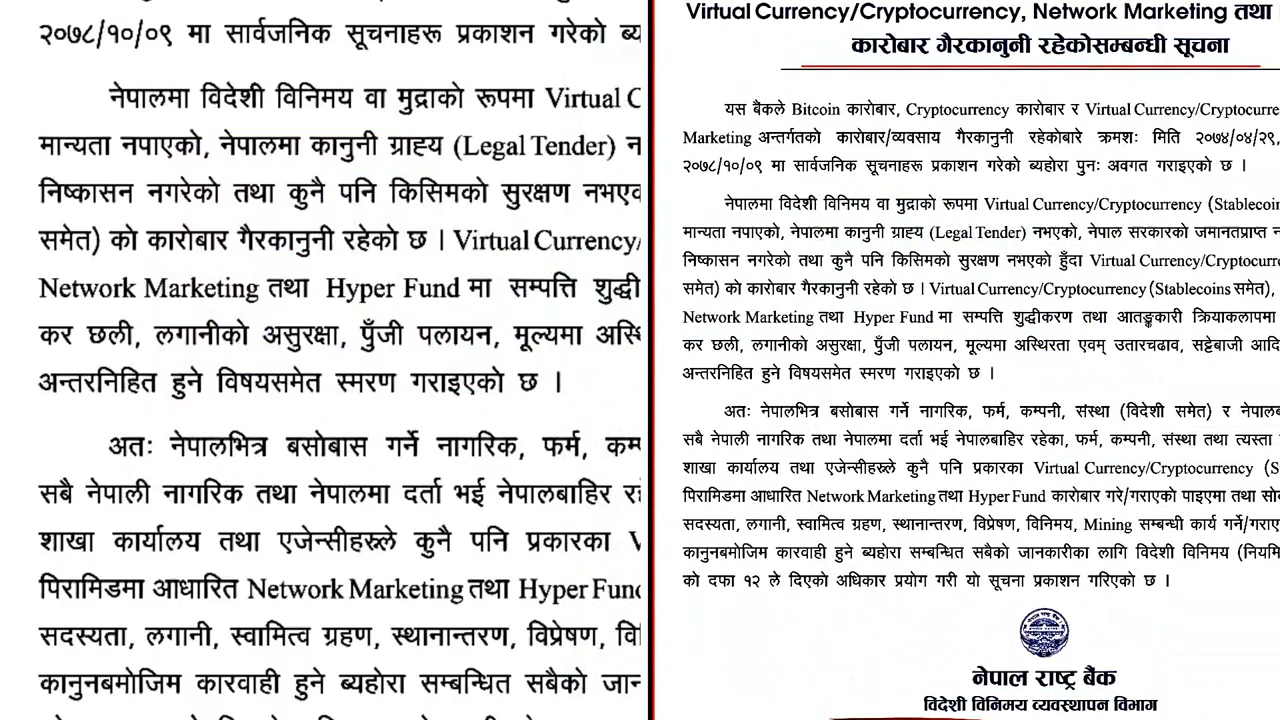 २०७८/१०/०९ मा सार्वजनिक सूचनाहरू प्रकाशन गरेको ब्य
नेपालमा विदेशी विनिमय वा मुद्राको रूपमा Virtual C
मान्यता नपाएको, नेपालमा कानुनी ग्राह्य (Legal Tender) न
निष्कासन नगरेको तथा कुनै पनि किसिमको सुरक्षण नभएक
समेत) को कारोबार गैरकानुनी रहेको छ । Virtual Currency/
Network Marketing तथा Hyper Fund मा सम्पत्ति शुद्धी
कर छली, लगानीको असुरक्षा, पुँजी पलायन, मूल्यमा अस्थि
अन्तरनिहित हुने विषयसमेत स्मरण गराइएको छ ।
अतः नेपालभित्र बसोबास गर्ने नागरिक, फर्म, कम्प
सबै नेपाली नागरिक तथा नेपालमा दर्ता भई नेपालबाहिर रहे
शाखा कार्यालय तथा एजेन्सीहरूले कुनै पनि प्रकारका V
पिरामिडमा आधारित Network Marketing तथा Hyper Fund
सदस्यता, लगानी, स्वामित्व ग्रहण, स्थानान्तरण, विप्रेषण, वि
कानुनबमोजिम कारवाही हुने ब्यहोरा सम्बन्धित सबैको जान
Virtual Currency/Cryptocurrency, Network Marketing तथा
कारोबार गैरकानुनी रहेकोसम्बन्धी सूचना
यस बैंकले Bitcoin कारोबार, Cryptocurrency कारोबार र Virtual Currency/Cryptocurre
Marketing अन्तर्गतको कारोबार/व्यवसाय गैरकानुनी रहेकोबारे क्रमशः मिति २०७४/०४/२९,
२०७८/१०/०९ मा सार्वजनिक सूचनाहरू प्रकाशन गरेको ब्यहोरा पुनः अवगत गराइएको छ ।
नेपालमा विदेशी विनिमय वा मुद्राको रूपमा Virtual Currency/Cryptocurrency (Stablecoin
मान्यता नपाएको, नेपालमा कानुनी ग्राह्य (Legal Tender) नभएको, नेपाल सरकारको जमानतप्राप्त न
निष्कासन नगरेको तथा कुनै पनि किसिमको सुरक्षण नभएको हुँदा Virtual Currency/Cryptocurre
समेत) को कारोबार गैरकानुनी रहेको छ । Virtual Currency/Cryptocurrency (Stablecoins समेत),
Network Marketing तथा Hyper Fund मा सम्पत्ति शुद्धीकरण तथा आतङ्ककारी क्रियाकलापमा
कर छली, लगानीको असुरक्षा, पुँजी पलायन, मूल्यमा अस्थिरता एवम् उतारचढाव, सट्टेबाजी आदि
अन्तरनिहित हुने विषयसमेत स्मरण गराइएको छ ।
अतः नेपालभित्र बसोबास गर्ने नागरिक, फर्म, कम्पनी, संस्था (विदेशी समेत) र नेपालब
सबै नेपाली नागरिक तथा नेपालमा दर्ता भई नेपालबाहिर रहेका, फर्म, कम्पनी, संस्था तथा त्यस्ता
शाखा कार्यालय तथा एजेन्सीहरूले कुनै पनि प्रकारका Virtual Currency/Cryptocurrency (S
पिरामिडमा आधारित Network Marketing तथा Hyper Fund कारोबार गरे/गराएको पाइएमा तथा सो
सदस्यता, लगानी, स्वामित्व ग्रहण, स्थानान्तरण, विप्रेषण, विनिमय, Mining सम्बन्धी कार्य गर्ने/गराए
कानुनबमोजिम कारवाही हुने ब्यहोरा सम्बन्धित सबैको जानकारीका लागि विदेशी विनिमय (नियमि
को दफा १२ ले दिएको अधिकार प्रयोग गरी यो सूचना प्रकाशन गरिएको छ ।
नेपाल राष्ट्र बैंक
विदेशी विनिमय व्यवस्थापन विभाग